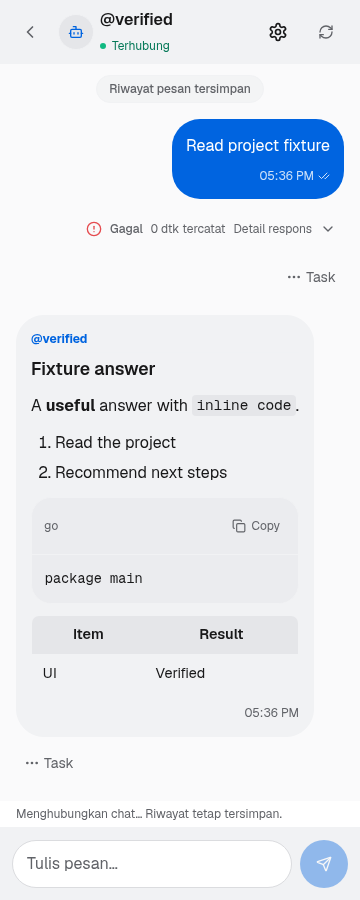 @verified
Terhubung
Riwayat pesan tersimpan
Read project fixture
05:36 PM
Gagal 0 dtk tercatat Detail respons
··· Task
@verified
Fixture answer
A useful answer with inline code.
1. Read the project
2. Recommend next steps
go Copy
package main
Item Result
UI Verified
05:36 PM
··· Task
Menghubungkan chat… Riwayat tetap tersimpan.
Tulis pesan…